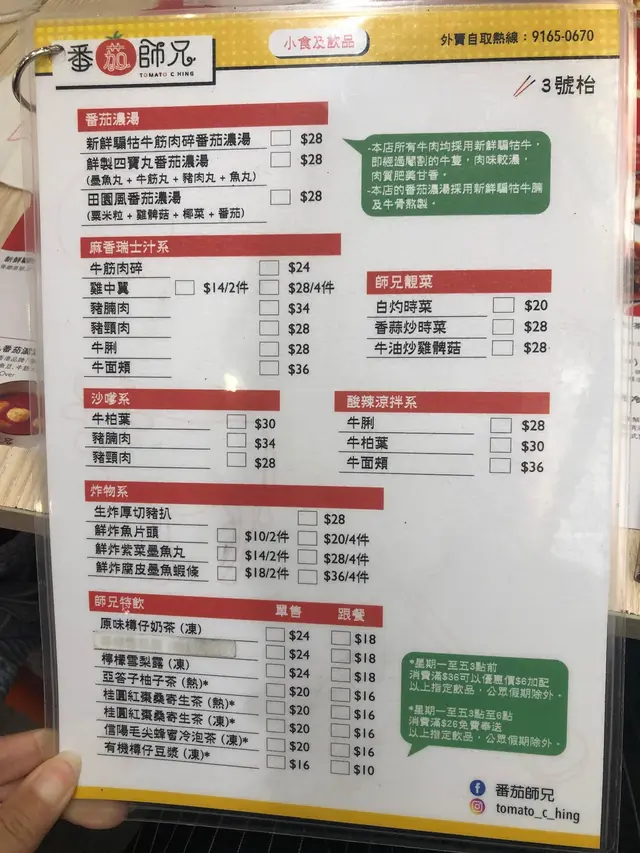 番茄師兄
TOMATO C HING
小食及飲品
外賣自取熱線：9165-0670
3號枱
番茄濃湯
新鮮騸牯牛筋肉碎番茄濃湯 $28
鮮製四寶丸番茄濃湯 $28
(墨魚丸 + 牛筋丸 + 豬肉丸 + 魚丸)
田園風番茄濃湯 $28
(粟米粒 + 雞髀菇 + 椰菜 + 番茄)
-本店所有牛肉均採用新鮮騸牯牛，
即經過閹割的牛隻，肉味較濃，
肉質肥美甘香。
-本店的番茄濃湯採用新鮮騸牯牛腩
及牛骨熬製。
麻香瑞士汁系
牛筋肉碎 $24
雞中翼 $14/2件 $28/4件
豬腩肉 $34
豬頸肉 $28
牛脷 $28
牛面頰 $36
師兄靚菜
白灼時菜 $20
香蒜炒時菜 $28
牛油炒雞髀菇 $28
沙嗲系
牛柏葉 $30
豬腩肉 $34
豬頸肉 $28
酸辣涼拌系
牛脷 $28
牛柏葉 $30
牛面頰 $36
炸物系
生炸厚切豬扒 $28
鮮炸魚片頭 $10/2件 $20/4件
鮮炸紫菜墨魚丸 $14/2件 $28/4件
鮮炸腐皮墨魚蝦條 $18/2件 $36/4件
師兄特飲 單售 跟餐
原味樽仔奶茶 (凍) $24 $18
$24 $18
檸檬雪梨露 (凍) $24 $18
亞答子柚子茶 (熱)* $20 $16
桂圓紅棗桑寄生茶 (熱)* $20 $16
桂圓紅棗桑寄生茶 (凍)* $20 $16
信陽毛尖蜂蜜冷泡茶 (凍)* $20 $16
有機樽仔豆漿 (凍)* $16 $10
*星期一至五3點前
消費滿$36可以優惠價$6加配
以上指定飲品，公眾假期除外。
*星期一至五3點至6點
消費滿$26免費奉送
以上指定飲品，公眾假期除外。
番茄師兄
tomato_c_hing